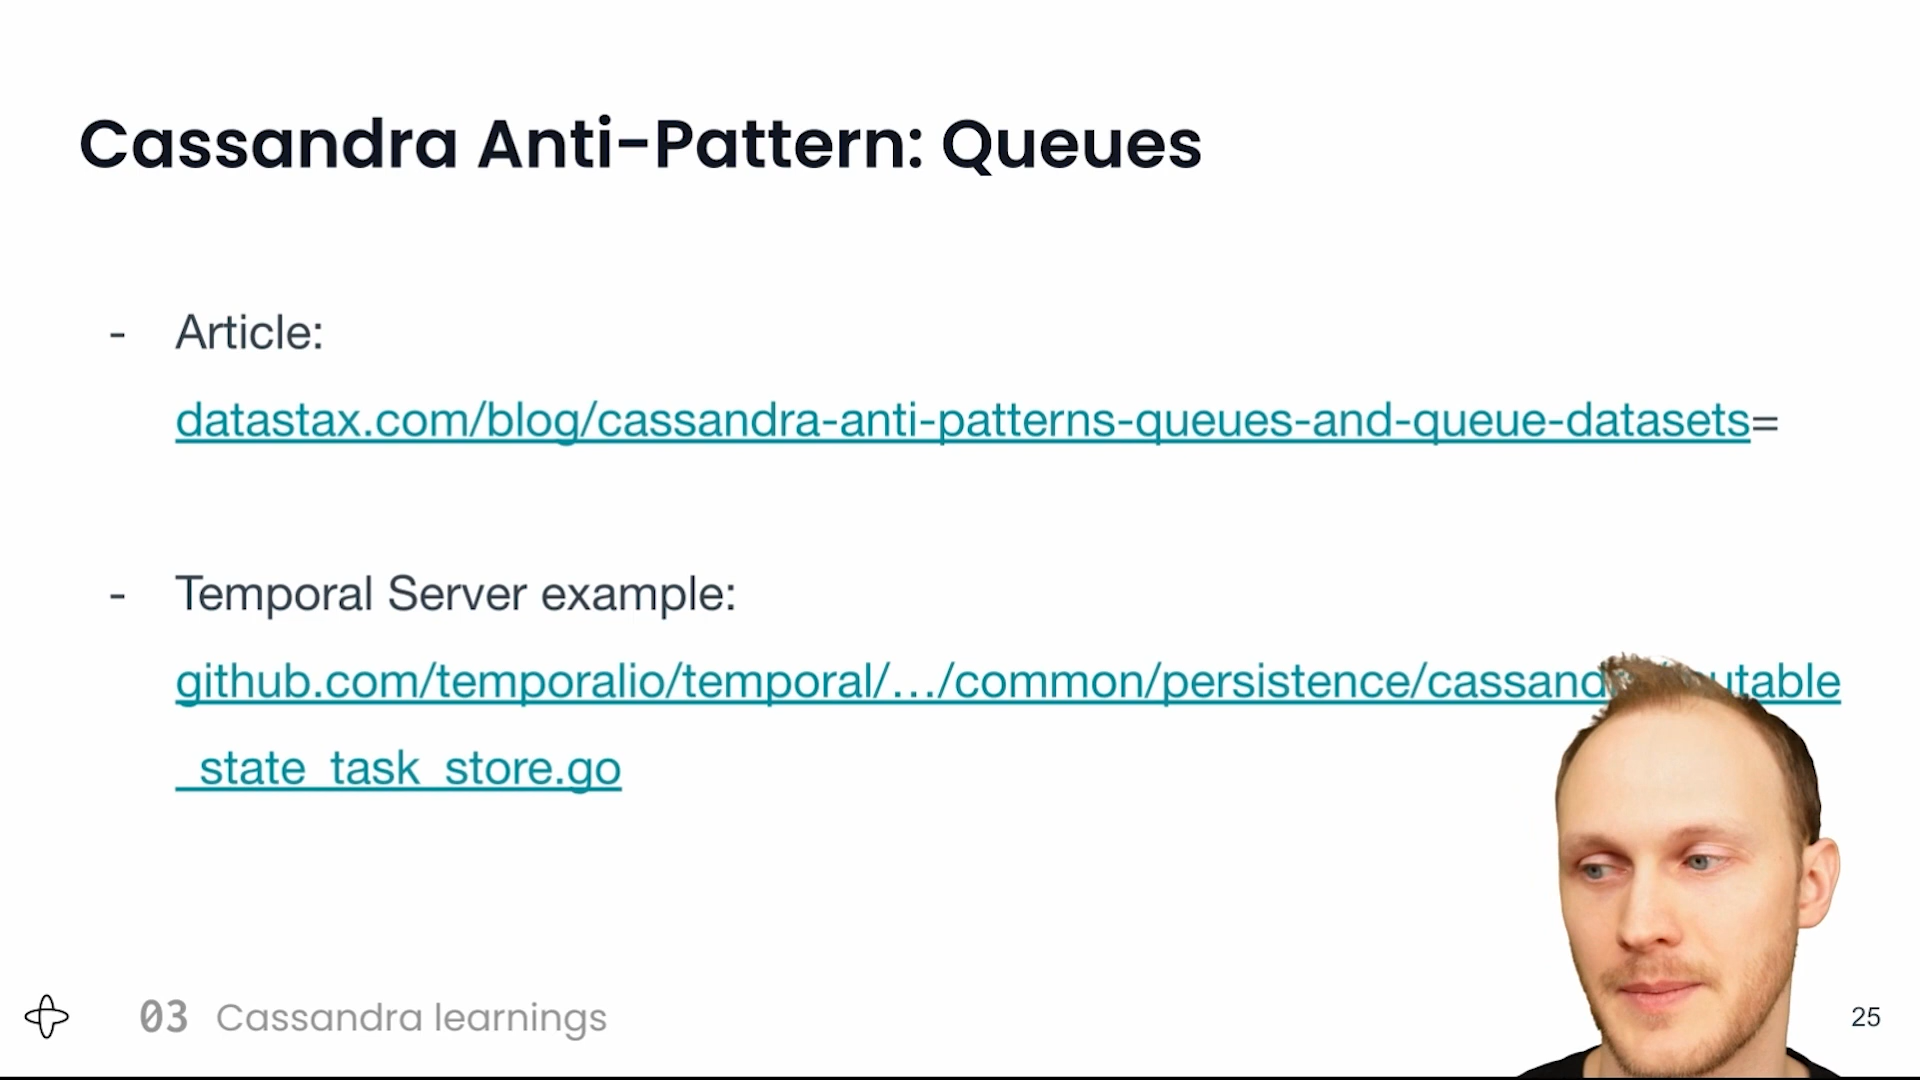 Cassandra Anti-Pattern: Queues
- Article:
datastax.com/blog/cassandra-anti-patterns-queues-and-queue-datasets=
- Temporal Server example:
github.com/temporalio/temporal/…/common/persistence/cassandra/mutable
_state_task_store.go
03 Cassandra learnings
25